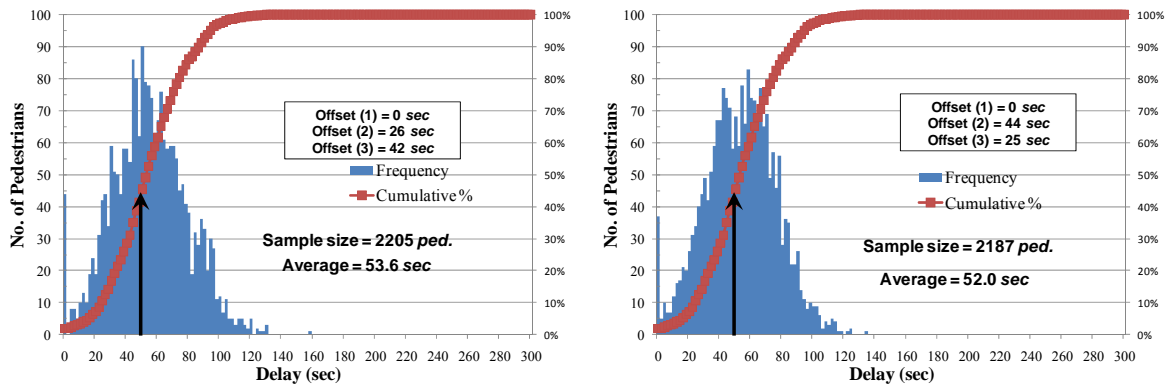 100
90
80
70
60
50
40
30
20
10
0
No. of Pedestrians
100%
90%
80%
70%
60%
50%
40%
30%
20%
10%
0%
Offset (1) = 0 sec
Offset (2) = 26 sec
Offset (3) = 42 sec
Frequency
Cumulative %
Sample size = 2205 ped.
Average = 53.6 sec
0 20 40 60 80 100 120 140 160 180 200 220 240 260 280 300
Delay (sec)
100
90
80
70
60
50
40
30
20
10
0
No. of Pedestrians
100%
90%
80%
70%
60%
50%
40%
30%
20%
10%
0%
Offset (1) = 0 sec
Offset (2) = 44 sec
Offset (3) = 25 sec
Frequency
Cumulative %
Sample size = 2187 ped.
Average = 52.0 sec
0 20 40 60 80 100 120 140 160 180 200 220 240 260 280 300
Delay (sec)